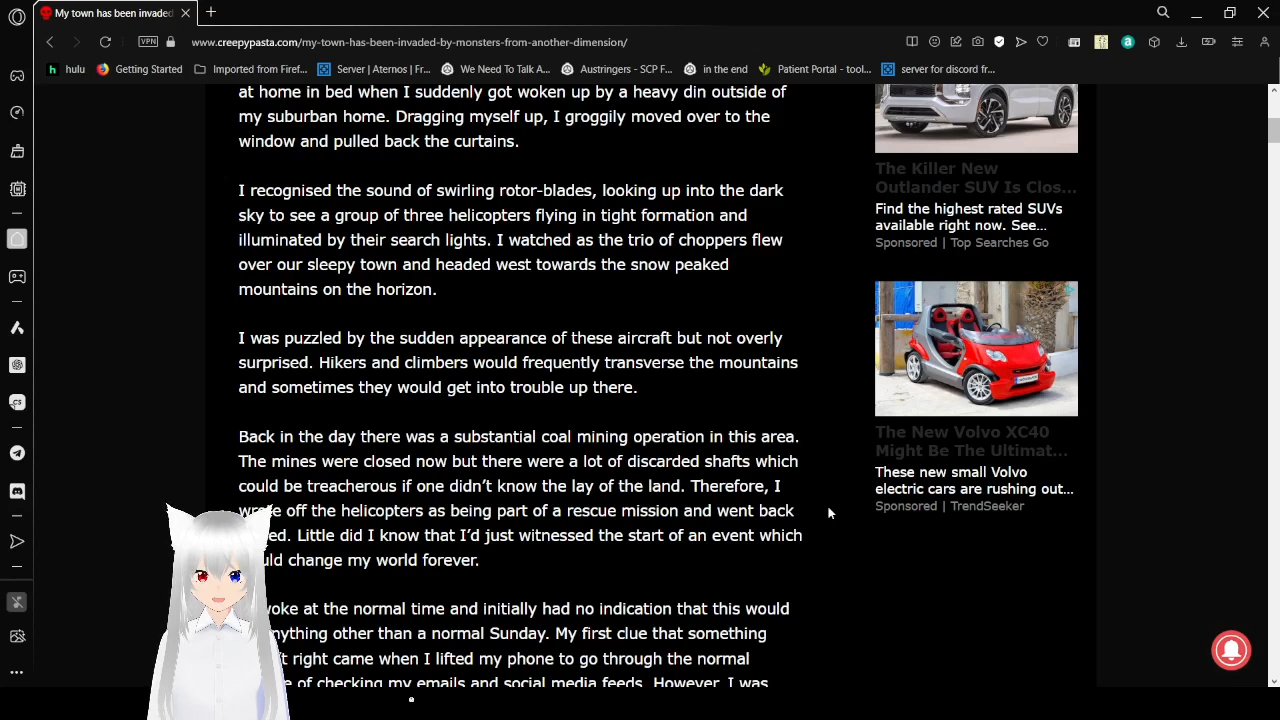 My town has been invaded
VPN
www.creepypasta.com/my-town-has-been-invaded-by-monsters-from-another-dimension/
hulu
Getting Started
Imported from Firef...
Server | Aternos | Fr...
We Need To Talk A...
Austringers - SCP F...
in the end
Patient Portal - tool...
server for discord fr...
at home in bed when I suddenly got woken up by a heavy din outside of
my suburban home. Dragging myself up, I groggily moved over to the
window and pulled back the curtains.
I recognised the sound of swirling rotor-blades, looking up into the dark
sky to see a group of three helicopters flying in tight formation and
illuminated by their search lights. I watched as the trio of choppers flew
over our sleepy town and headed west towards the snow peaked
mountains on the horizon.
I was puzzled by the sudden appearance of these aircraft but not overly
surprised. Hikers and climbers would frequently transverse the mountains
and sometimes they would get into trouble up there.
Back in the day there was a substantial coal mining operation in this area.
The mines were closed now but there were a lot of discarded shafts which
could be treacherous if one didn't know the lay of the land. Therefore, I
off the helicopters as being part of a rescue mission and went back
Little did I know that I'd just witnessed the start of an event which
change my world forever.
woke at the normal time and initially had no indication that this would
anything other than a normal Sunday. My first clue that something
right came when I lifted my phone to go through the normal
of checking my emails and social media feeds. However, I was
The Killer New
Outlander SUV Is Clos...
Find the highest rated SUVs
available right now. See...
Sponsored | Top Searches Go
The New Volvo XC40
Might Be The Ultimat...
These new small Volvo
electric cars are rushing out...
Sponsored | TrendSeeker